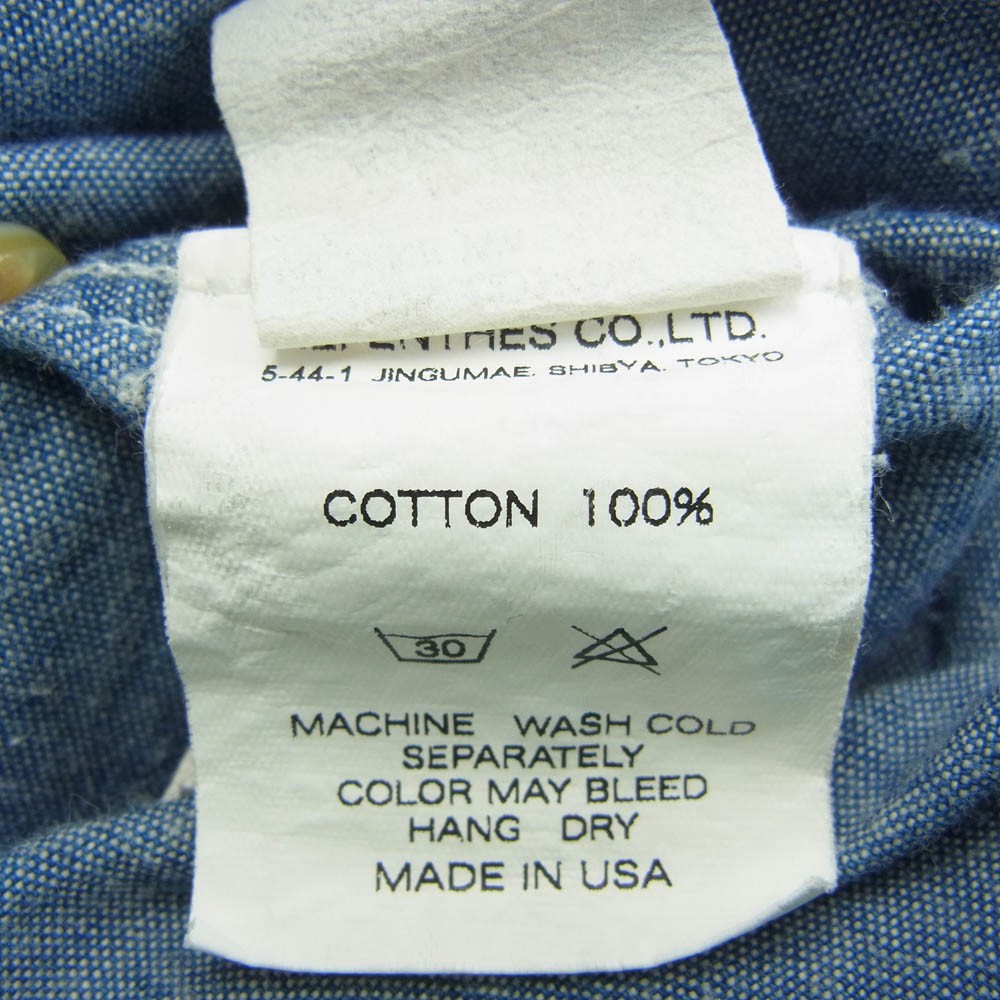 CO.,LTD.
5-44-1 JINGUMAE. SHIBYA. TOKYO
COTTON 100%
30
MACHINE WASH COLD
SEPARATELY
COLOR MAY BLEED
HANG DRY
MADE IN USA